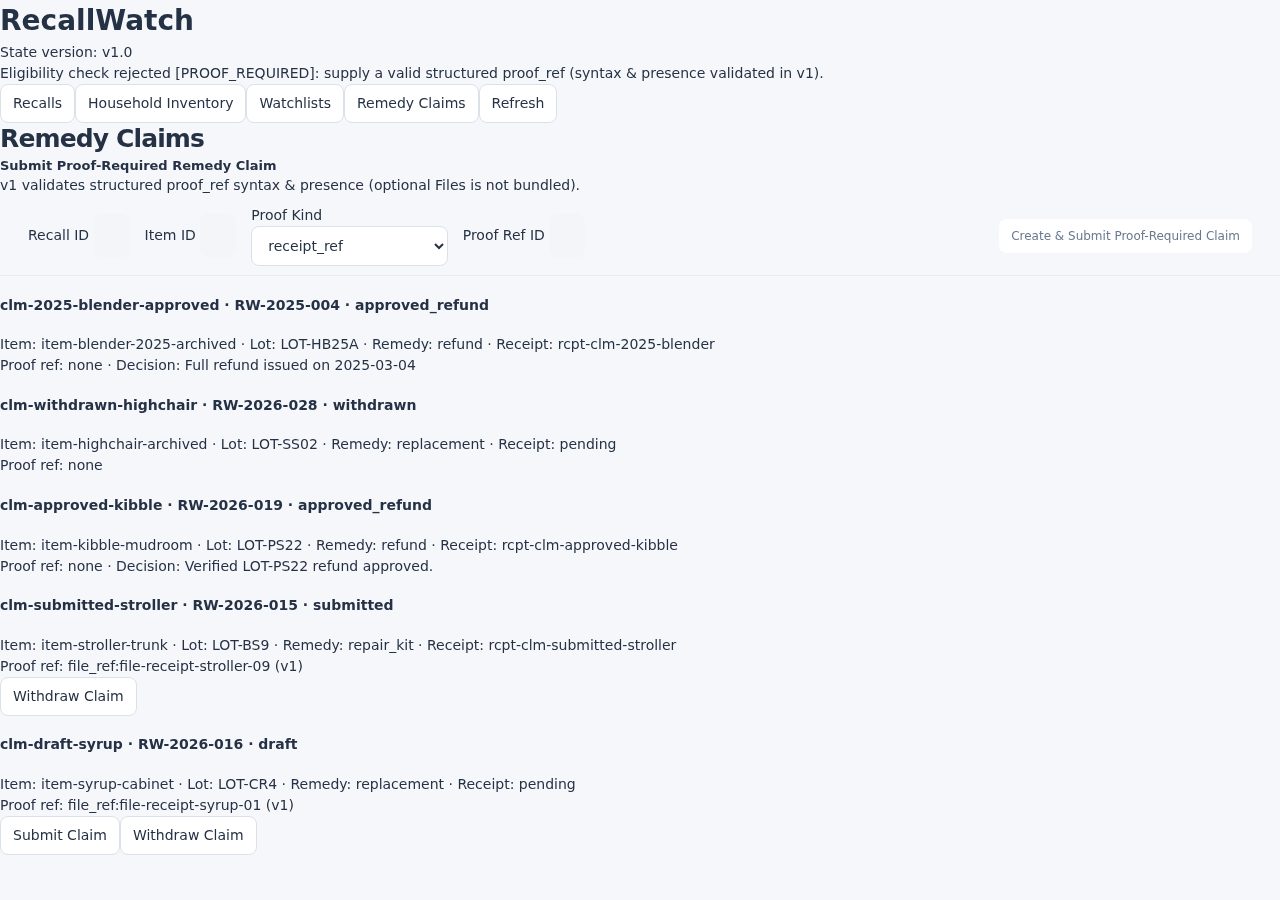 RecallWatch
State version: v1.0
Eligibility check rejected [PROOF_REQUIRED]: supply a valid structured proof_ref (syntax & presence validated in v1).
Recalls Household Inventory Watchlists Remedy Claims Refresh
Remedy Claims
Submit Proof-Required Remedy Claim
v1 validates structured proof_ref syntax & presence (optional Files is not bundled).
Proof Kind
Recall ID Item ID receipt_ref Proof Ref ID Create & Submit Proof-Required Claim
clm-2025-blender-approved · RW-2025-004 · approved_refund
Item: item-blender-2025-archived · Lot: LOT-HB25A · Remedy: refund · Receipt: rcpt-clm-2025-blender
Proof ref: none · Decision: Full refund issued on 2025-03-04
clm-withdrawn-highchair · RW-2026-028 · withdrawn
Item: item-highchair-archived · Lot: LOT-SS02 · Remedy: replacement · Receipt: pending
Proof ref: none
clm-approved-kibble · RW-2026-019 · approved_refund
Item: item-kibble-mudroom · Lot: LOT-PS22 · Remedy: refund · Receipt: rcpt-clm-approved-kibble
Proof ref: none · Decision: Verified LOT-PS22 refund approved.
clm-submitted-stroller · RW-2026-015 · submitted
Item: item-stroller-trunk · Lot: LOT-BS9 · Remedy: repair_kit · Receipt: rcpt-clm-submitted-stroller
Proof ref: file_ref:file-receipt-stroller-09 (v1)
Withdraw Claim
clm-draft-syrup · RW-2026-016 · draft
Item: item-syrup-cabinet · Lot: LOT-CR4 · Remedy: replacement · Receipt: pending
Proof ref: file_ref:file-receipt-syrup-01 (v1)
Submit Claim Withdraw Claim